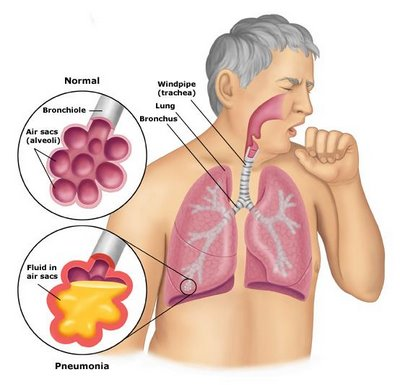 Normal
Bronchiole
Air sacs
(alveoli)
Windpipe
(trachea)
Lung
Bronchus
Fluid in
air sacs
Pneumonia